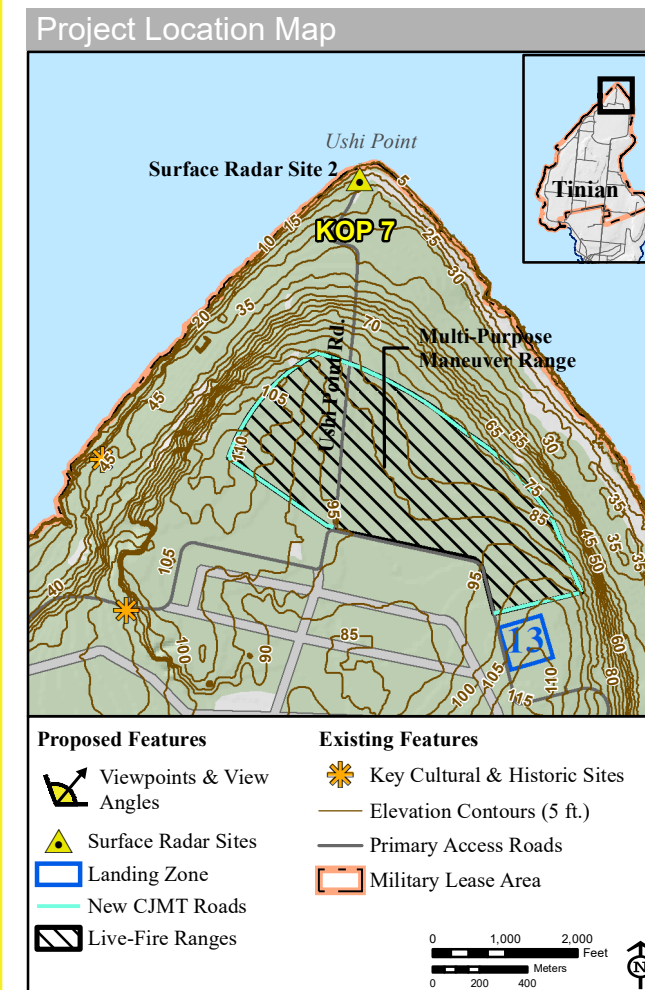 Project Location Map
Ushi Point
Surface Radar Site 2
5
Tinian
KOP 7
15
10
25
30
20
35
70
Ushi Point Rd.
Multi-Purpose
Maneuver Range
105
45
110
65
55
30
45
75
35
85
95
45
50
35
35
105
95
40
13
85
100
90
60
80
105
110
100
115
Proposed Features
Viewpoints & View
Angles
Surface Radar Sites
Landing Zone
New CJMT Roads
Live-Fire Ranges
Existing Features
Key Cultural & Historic Sites
Elevation Contours (5 ft.)
Primary Access Roads
Military Lease Area
0 1,000 2,000
Feet
Meters
0 200 400
N